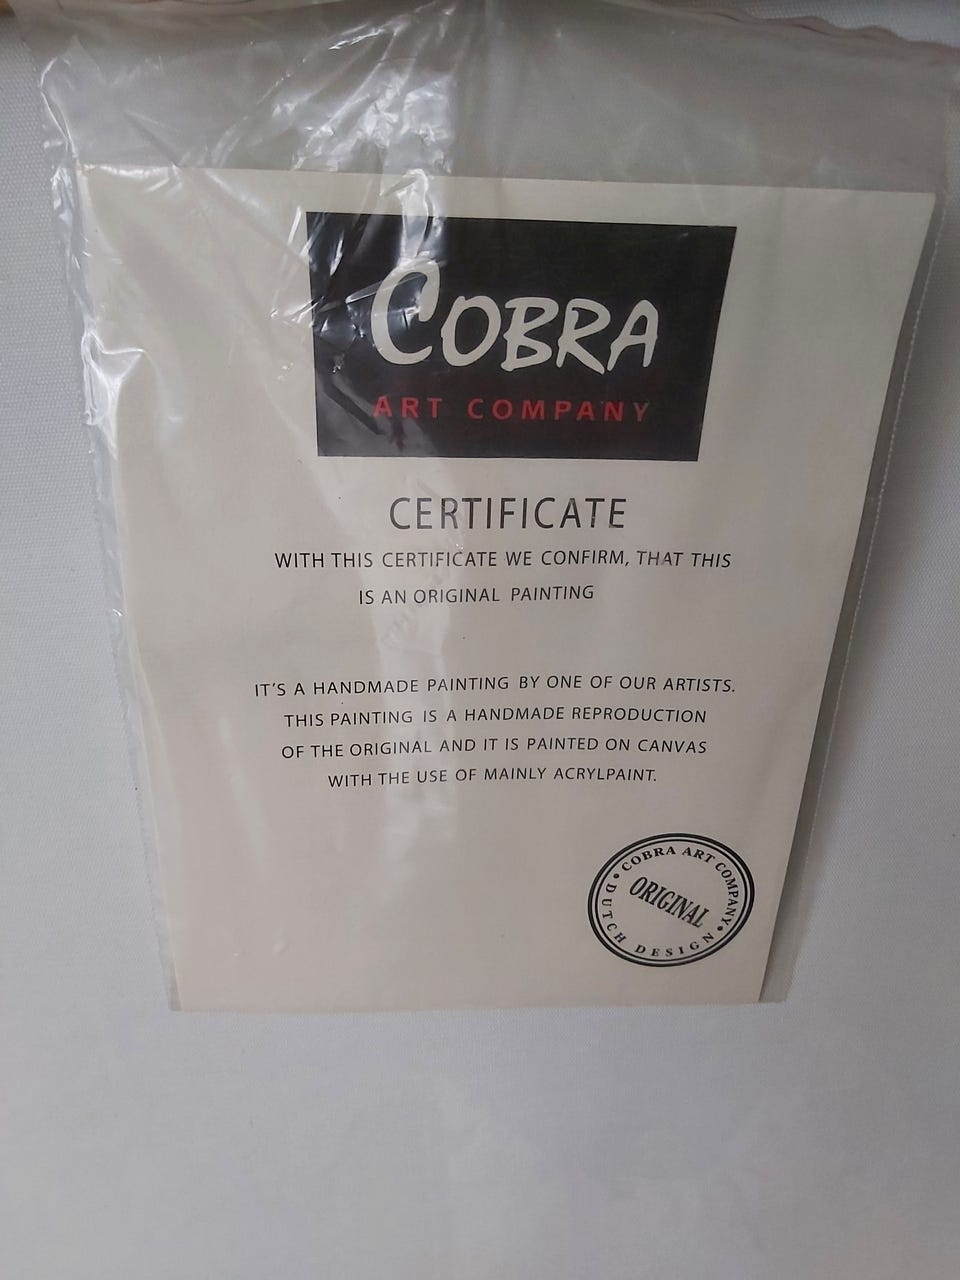 COBRA
ART COMPANY
CERTIFICATE
WITH THIS CERTIFICATE WE CONFIRM, THAT THIS
IS AN ORIGINAL PAINTING
IT'S A HANDMADE PAINTING BY ONE OF OUR ARTISTS.
THIS PAINTING IS A HANDMADE REPRODUCTION
OF THE ORIGINAL AND IT IS PAINTED ON CANVAS
WITH THE USE OF MAINLY ACRYLPAINT.
• COBRA ART COMPANY •
ORIGINAL
DUTCH DESIGN